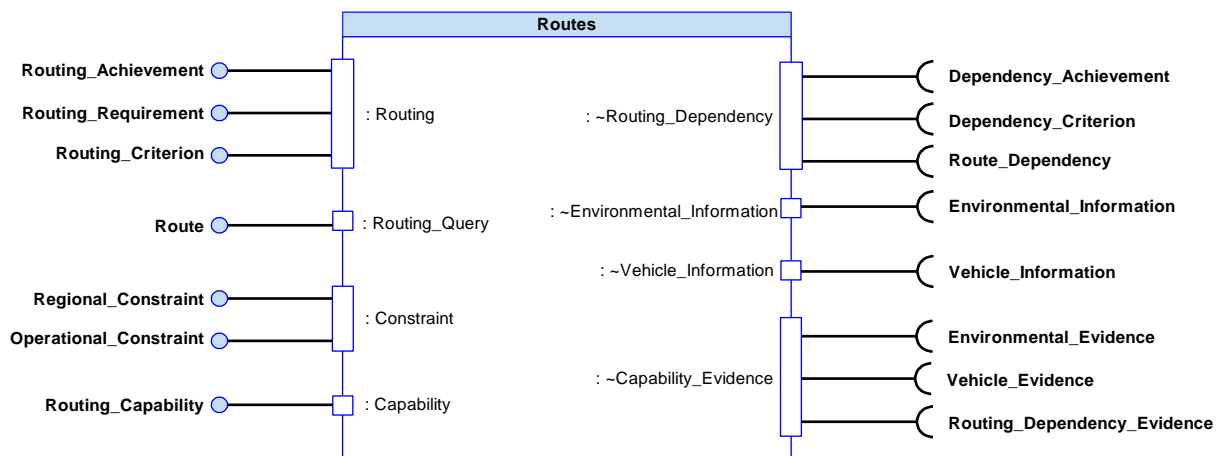 Routes
Routing_Achievement
Routing_Requirement
Routing_Criterion
: Routing
Route
: Routing_Query
Regional_Constraint
Operational_Constraint
: Constraint
Routing_Capability
: Capability
: ~Routing_Dependency
Dependency_Achievement
Dependency_Criterion
Route_Dependency
: ~Environmental_Information
Environmental_Information
: ~Vehicle_Information
Vehicle_Information
: ~Capability_Evidence
Environmental_Evidence
Vehicle_Evidence
Routing_Dependency_Evidence